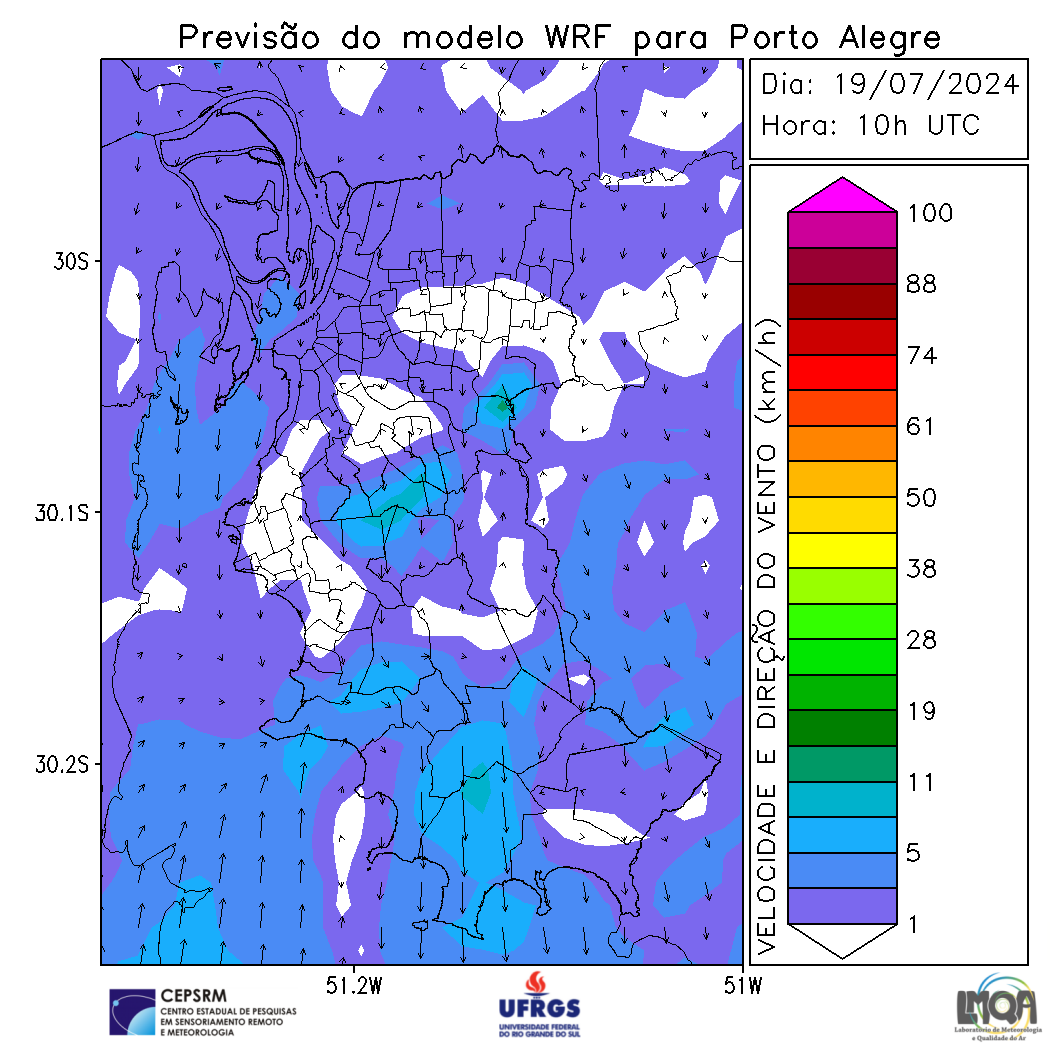 Previsão do modelo WRF para Porto Alegre
Dia: 19/07/2024
Hora: 10h UTC
30S
30.1S
30.2S
51.2W
51W
VELOCIDADE E DIREÇÃO DO VENTO (km/h)
100
88
74
61
50
38
28
19
11
5
1
CEPSRM
CENTRO ESTADUAL DE PESQUISAS
EM SENSORIAMENTO REMOTO
E METEOROLOGIA
UFRGS
UNIVERSIDADE FEDERAL
DO RIO GRANDE DO SUL
LMQA
Laboratório de Meteorologia
e Qualidade do Ar